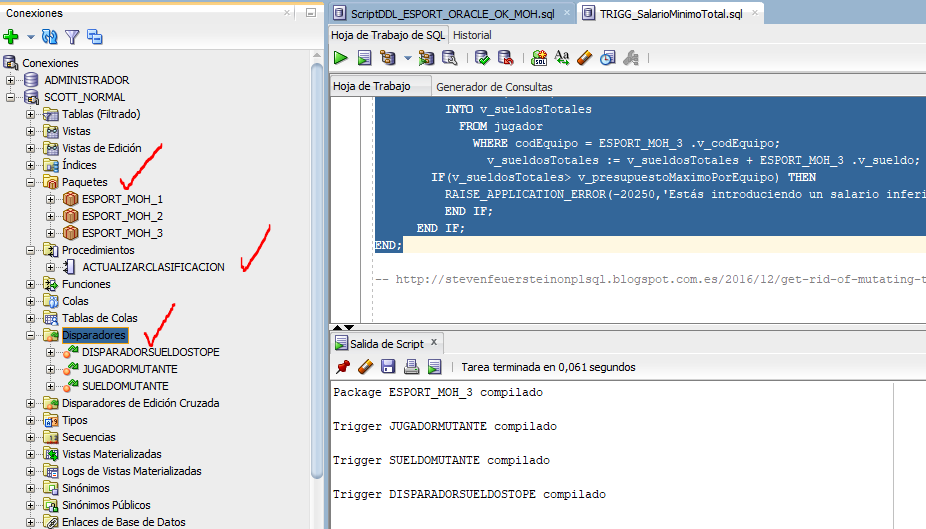 Conexiones
Conexiones
ADMINISTRADOR
SCOTT_NORMAL
Tablas (Filtrado)
Vistas
Vistas de Edición
Índices
Paquetes
ESPORT_MOH_1
ESPORT_MOH_2
ESPORT_MOH_3
Procedimientos
ACTUALIZARCLASIFICACION
Funciones
Colas
Tablas de Colas
Disparadores
DISPARADORSUELDOSTOPE
JUGADORMUTANTE
SUELDOMUTANTE
Disparadores de Edición Cruzada
Tipos
Secuencias
Vistas Materializadas
Logs de Vistas Materializadas
Sinónimos
Sinónimos Públicos
Enlaces de Base de Datos
ScriptDDL_ESPORT_ORACLE_OK_MOH.sql
TRIGG_SalarioMinimoTotal.sql
Hoja de Trabajo de SQL Historial
Hoja de Trabajo Generador de Consultas
INTO v_sueldosTotales
FROM jugador
WHERE codEquipo = ESPORT_MOH_3 .v_codEquipo;
v_sueldosTotales := v_sueldosTotales + ESPORT_MOH_3 .v_sueldo;
IF(v_sueldosTotales> v_presupuestoMaximoPorEquipo) THEN
RAISE_APPLICATION_ERROR(-20250,'Estás introduciendo un salario inferi
END IF;
END IF;
END;
-- http://stevenfeuersteinonplsql.blogspot.com.es/2016/12/get-rid-of-mutating-t
Salida de Script
Tarea terminada en 0,061 segundos
Package ESPORT_MOH_3 compilado
Trigger JUGADORMUTANTE compilado
Trigger SUELDOMUTANTE compilado
Trigger DISPARADORSUELDOSTOPE compilado